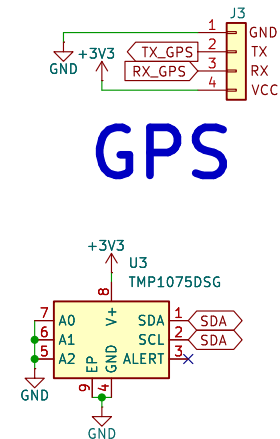 J3
1 GND
+3V3 TX_GPS 2 TX
GND RX_GPS 3 RX
4 VCC
GPS
+3V3
U3
TMP1075DSG
8
7 A0 V+ SDA 1 SDA
6 A1 SCL 2 SDA
5 A2 EP GND ALERT 3
GND 9 4
GND